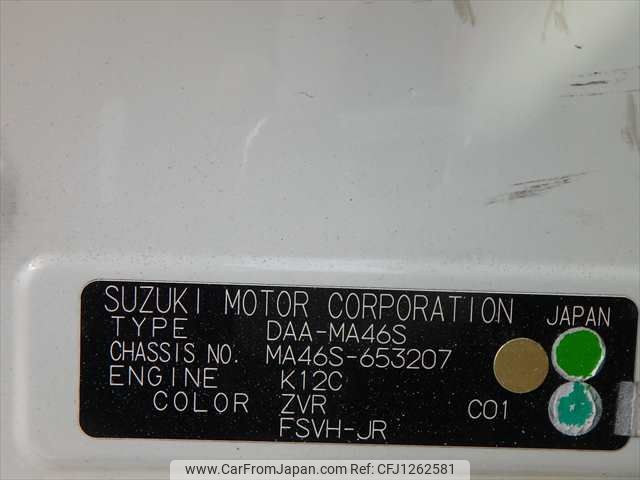 SUZUKI MOTOR CORPORATION
JAPAN
TYPE DAA-MA46S
CHASSIS NO. MA46S-653207
ENGINE K12C
COLOR ZVR C01
FSVH-JR
www.CarFromJapan.com CFJ1262581